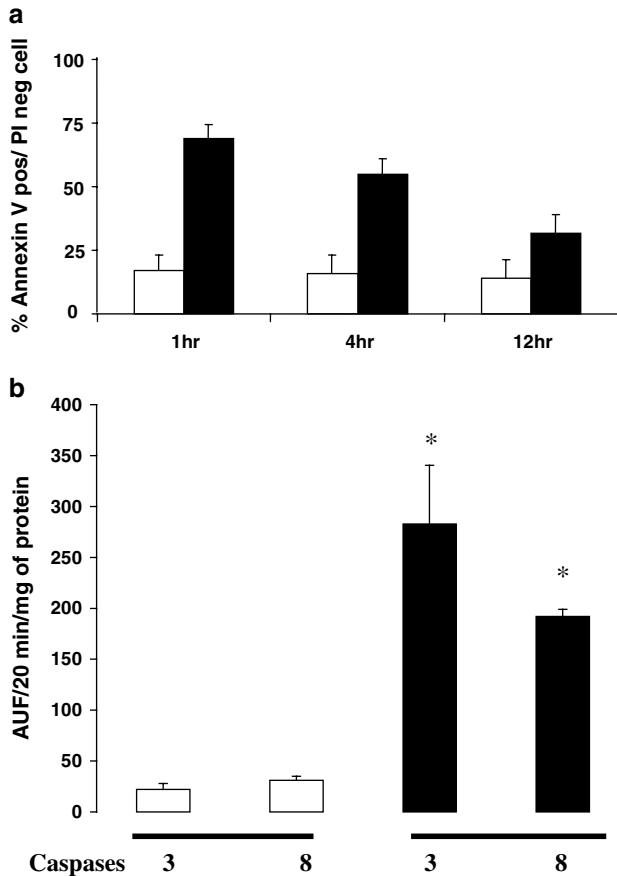 a
% Annexin V pos/ PI neg cell
100
75
50
25
0
1hr 4hr 12hr
b
AUF/20 min/mg of protein
400
350
300
250
200
150
100
50
0
*
*
Caspases 3 8 3 8